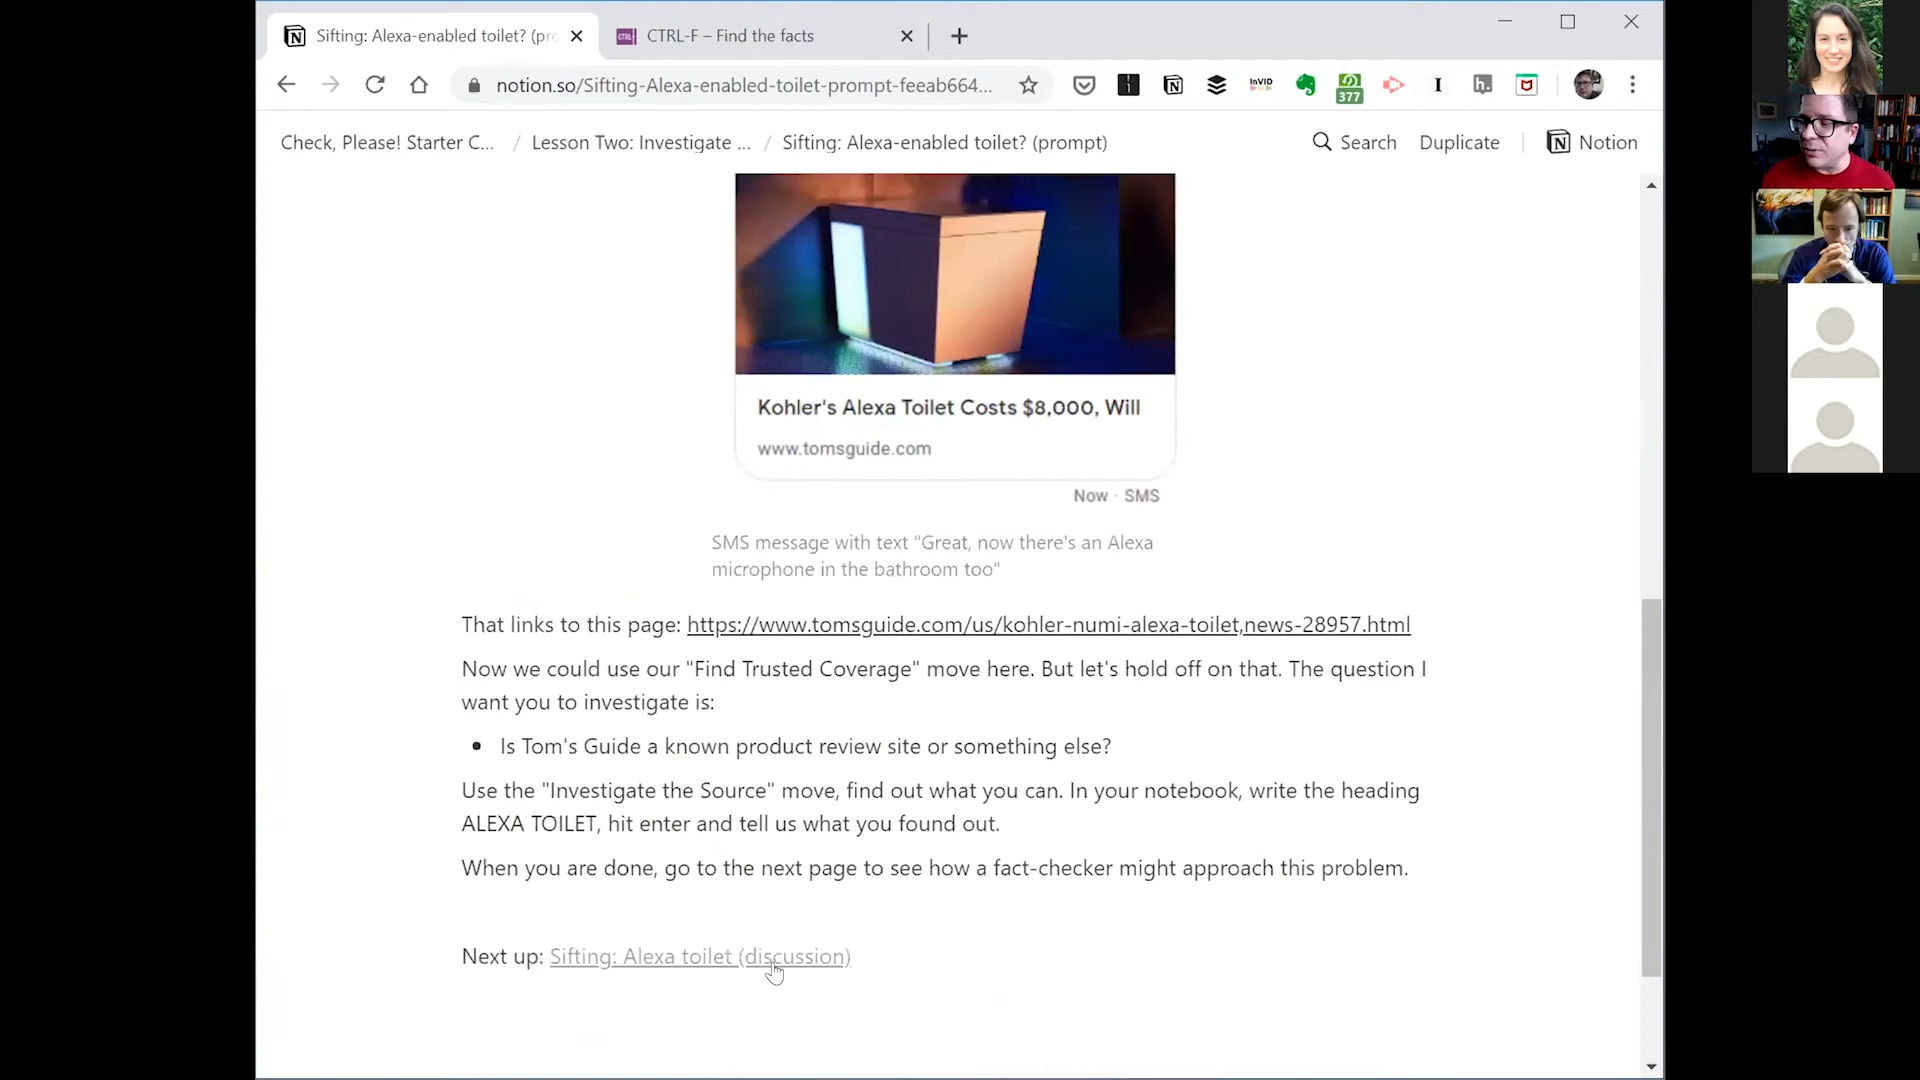 Sifting: Alexa-enabled toilet? (prc
CTRL-F – Find the facts
notion.so/Sifting-Alexa-enabled-toilet-prompt-feeab664...
InVID
377
Check, Please! Starter C... / Lesson Two: Investigate ... / Sifting: Alexa-enabled toilet? (prompt)
Search
Duplicate
Notion
Kohler's Alexa Toilet Costs $8,000, Will
www.tomsguide.com
Now · SMS
SMS message with text "Great, now there's an Alexa
microphone in the bathroom too"
That links to this page: https://www.tomsguide.com/us/kohler-numi-alexa-toilet,news-28957.html
Now we could use our "Find Trusted Coverage" move here. But let's hold off on that. The question I
want you to investigate is:
• Is Tom's Guide a known product review site or something else?
Use the "Investigate the Source" move, find out what you can. In your notebook, write the heading
ALEXA TOILET, hit enter and tell us what you found out.
When you are done, go to the next page to see how a fact-checker might approach this problem.
Next up: Sifting: Alexa toilet (discussion)